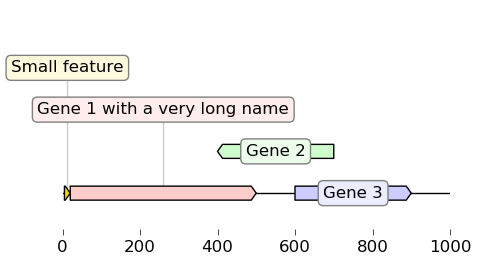 Small feature
Gene 1 with a very long name
Gene 2
Gene 3
0 200 400 600 800 1000